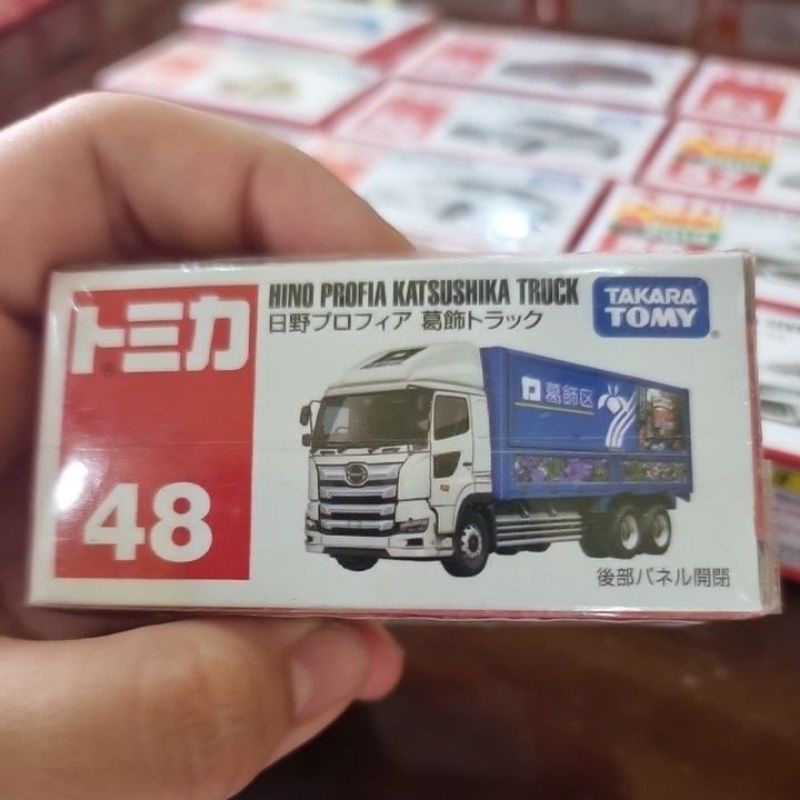 トミカ
48
HINO PROFIA KATSUSHIKA TRUCK
日野プロフィア 葛飾トラック
TAKARA
TOMY
葛飾区
後部パネル開閉